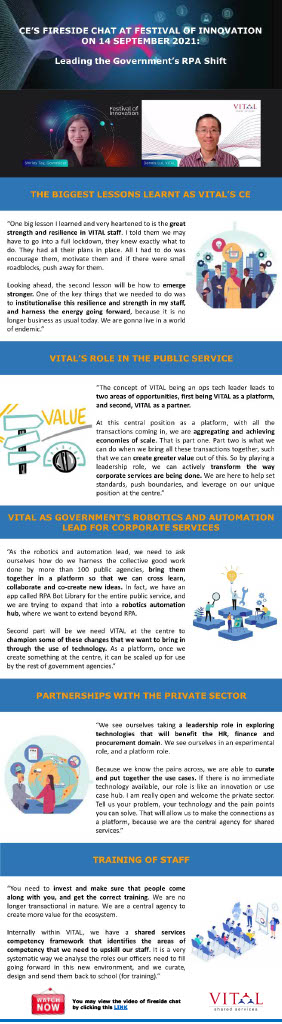 CE'S FIRESIDE CHAT AT FESTIVAL OF INNOVATION
ON 14 SEPTEMBER 2021:
Leading the Government's RPA Shift
Festival of
Innovation
VITAL
THE BIGGEST LESSONS LEARNT AS VITAL'S CE
"One big lesson I learned and very heartened to is the great
strength and resilience in VITAL staff. I told them we may
have to go into a full lockdown, they knew exactly what to
do. They had all their plans in place. All I had to do was
encourage them, motivate them and if there were small
roadblocks, push away for them.
Looking ahead, the second lesson will be how to emerge
stronger. One of the key things that we needed to do was
to institutionalise this resilience and strength in my staff,
and harness the energy going forward, because it is no
longer business as usual today. We are gonna live in a world
of endemic."
VITAL'S ROLE IN THE PUBLIC SERVICE
VALUE
"The concept of VITAL being an ops tech leader leads to
two areas of opportunities, first being VITAL as a platform,
and second, VITAL as a partner.
At this central position as a platform, with all the
transactions coming in, we are aggregating and achieving
economies of scale. That is part one. Part two is what we
can do when we bring all these transactions together, such
that we can create greater value out of this. So by playing a
leadership role, we can actively transform the way
corporate services are being done. We are here to help set
standards, push boundaries, and leverage on our unique
position at the centre."
VITAL AS GOVERNMENT'S ROBOTICS AND AUTOMATION
LEAD FOR CORPORATE SERVICES
"As the robotics and automation lead, we need to ask
ourselves how do we harness the collective good work
done by more than 100 public agencies, bring them
together in a platform so that we can cross learn,
collaborate and co-create new ideas. In fact, we have an
app called RPA Bot Library for the entire public service, and
we are trying to expand that into a robotics automation
hub, where we want to extend beyond RPA.
Second part will be we need VITAL at the centre to
champion some of these changes that we want to bring in
through the use of technology. As a platform, once we
create something at the centre, it can be scaled up for use
by the rest of government agencies."
PARTNERSHIPS WITH THE PRIVATE SECTOR
"We see ourselves taking a leadership role in exploring
technologies that will benefit the HR, finance and
procurement domain. We see ourselves in an experimental
role, and a platform role.
Because we know the pains across, we are able to curate
and put together the use cases. If there is no immediate
technology available, our role is like an innovation or use
case hub. I am really open and welcome the private sector.
Tell us your problem, your technology and the pain points
you can solve. That will allow us to make the connections as
a platform, because we are the central agency for shared
services."
TRAINING OF STAFF
"You need to invest and make sure that people come
along with you, and get the correct training. We are no
longer transactional in nature. We are a central agency to
create more value for the ecosystem.
Internally within VITAL, we have a shared services
competency framework that identifies the areas of
competency that we need to upskill our staff. It is a very
systematic way we analyse the roles our officers need to fill
going forward in this new environment, and we curate,
design and send them back to school (for training)."
WATCH
NOW
You may view the video of fireside chat
by clicking this LINK
VITAL
shared services